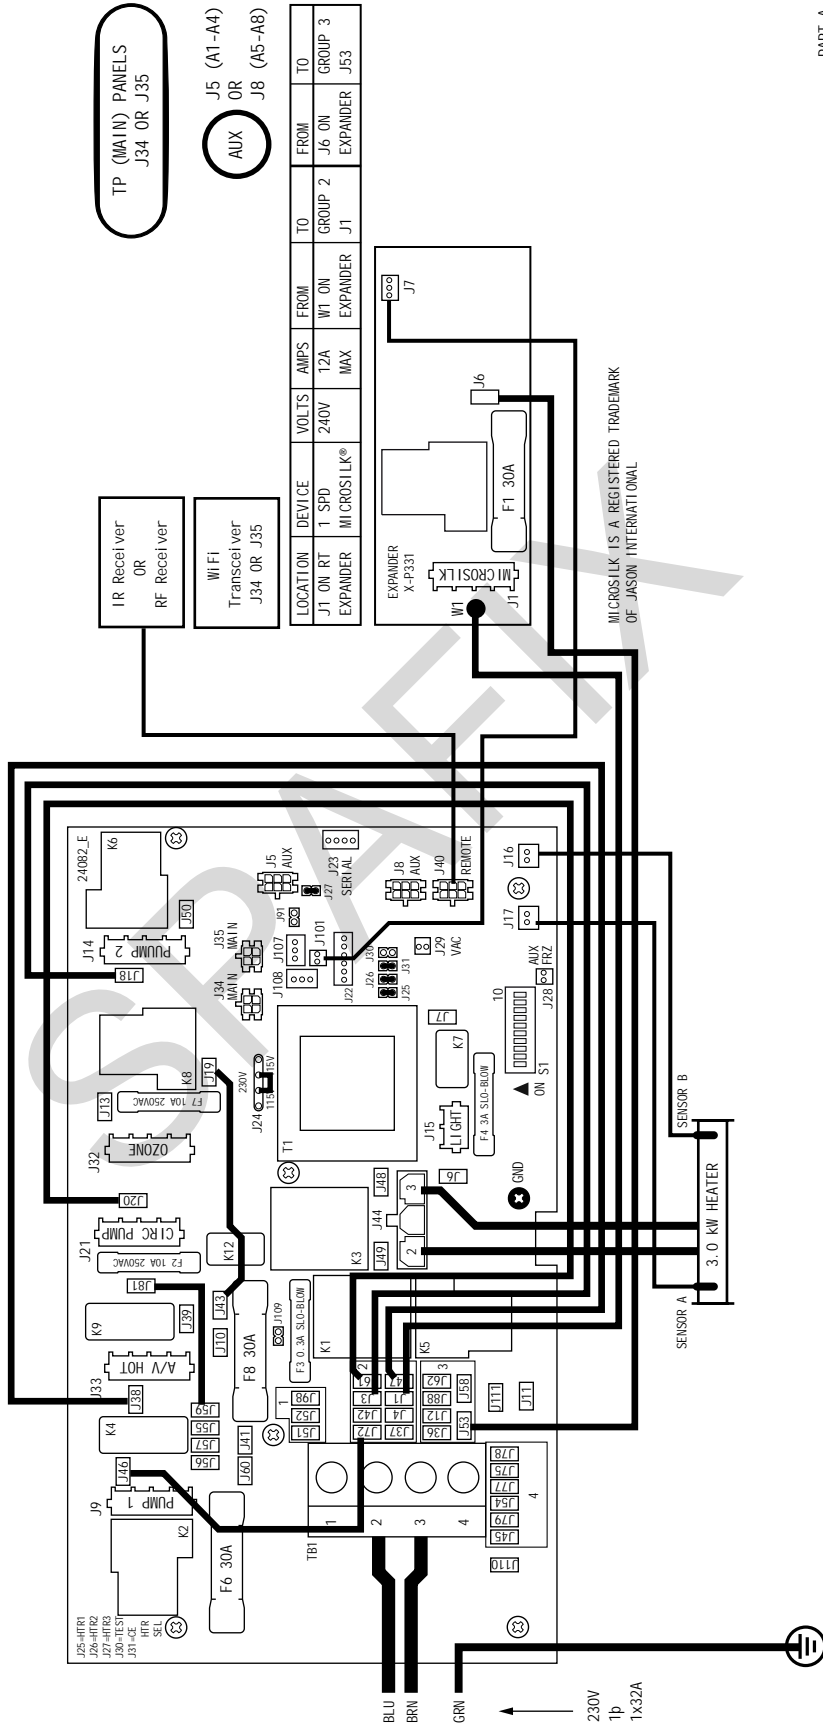 PART A
TP (MAIN) PANELS
J34 OR J35
AUX
J5 (A1-A4)
OR
J8 (A5-A8)
LOCATION DEVICE VOLTS AMPS FROM TO FROM TO
J1 ON RT 1 SPD 240V 12A W1 ON GROUP 2 J6 ON GROUP 3
EXPANDER MICROSILK® MAX EXPANDER J1 EXPANDER J53
IR Receiver
OR
RF Receiver
WiFi
Transceiver
J34 OR J35
EXPANDER
X-P331
MICROSILK
J1
W1
F1 30A
J6
J7
MICROSILK IS A REGISTERED TRADEMARK
OF JASON INTERNATIONAL
SPAFIX
24082_E
K6
J50
J14
PUUMP 2
J18
J35
MAIN
J34
MAIN
J5
AUX
J27
J23
SERIAL
J91
J107
J101
J108
J22
J8
AUX
J40
REMOTE
J30
J31
J26
J25
J29
VAC
J16
J17
AUX
FRZ
J28
10
ON S1
J7
K7
F4 3A SLO-BLOW
J15
LIGHT
T1
J24
230V
115V
115V
K8
J19
J13
F7 10A 250VAC
J32
OZONE
J20
J21
CIRC PUMP
F2 10A 250VAC
K12
J81
K9
J39
J43
J10
J33
A/V HOT
J38
K4
J59
J55
J57
J56
J41
J60
J46
J9
PUMP 1
K2
F6 30A
F8 30A
J109
F3 0.3A SLO-BLOW
K3
J48
J44
J49
3
2
J6
GND
K1
K5
1
J98
J52
J51
2
J61
J3
J42
J72
J47
J1
J4
J37
3
J62
J88
J12
J36
J58
J53
J111
J11
TB1
1
2
3
4
J78
J75
J77
J54
J79
J45
4
J110
J25=HTR1
J26=HTR2
J27=HTR3
J30=TEST
J31=CE
HTR
SEL
SENSOR B
SENSOR A
3.0 kW HEATER
BLU
BRN
GRN
230V
1p
1x32A